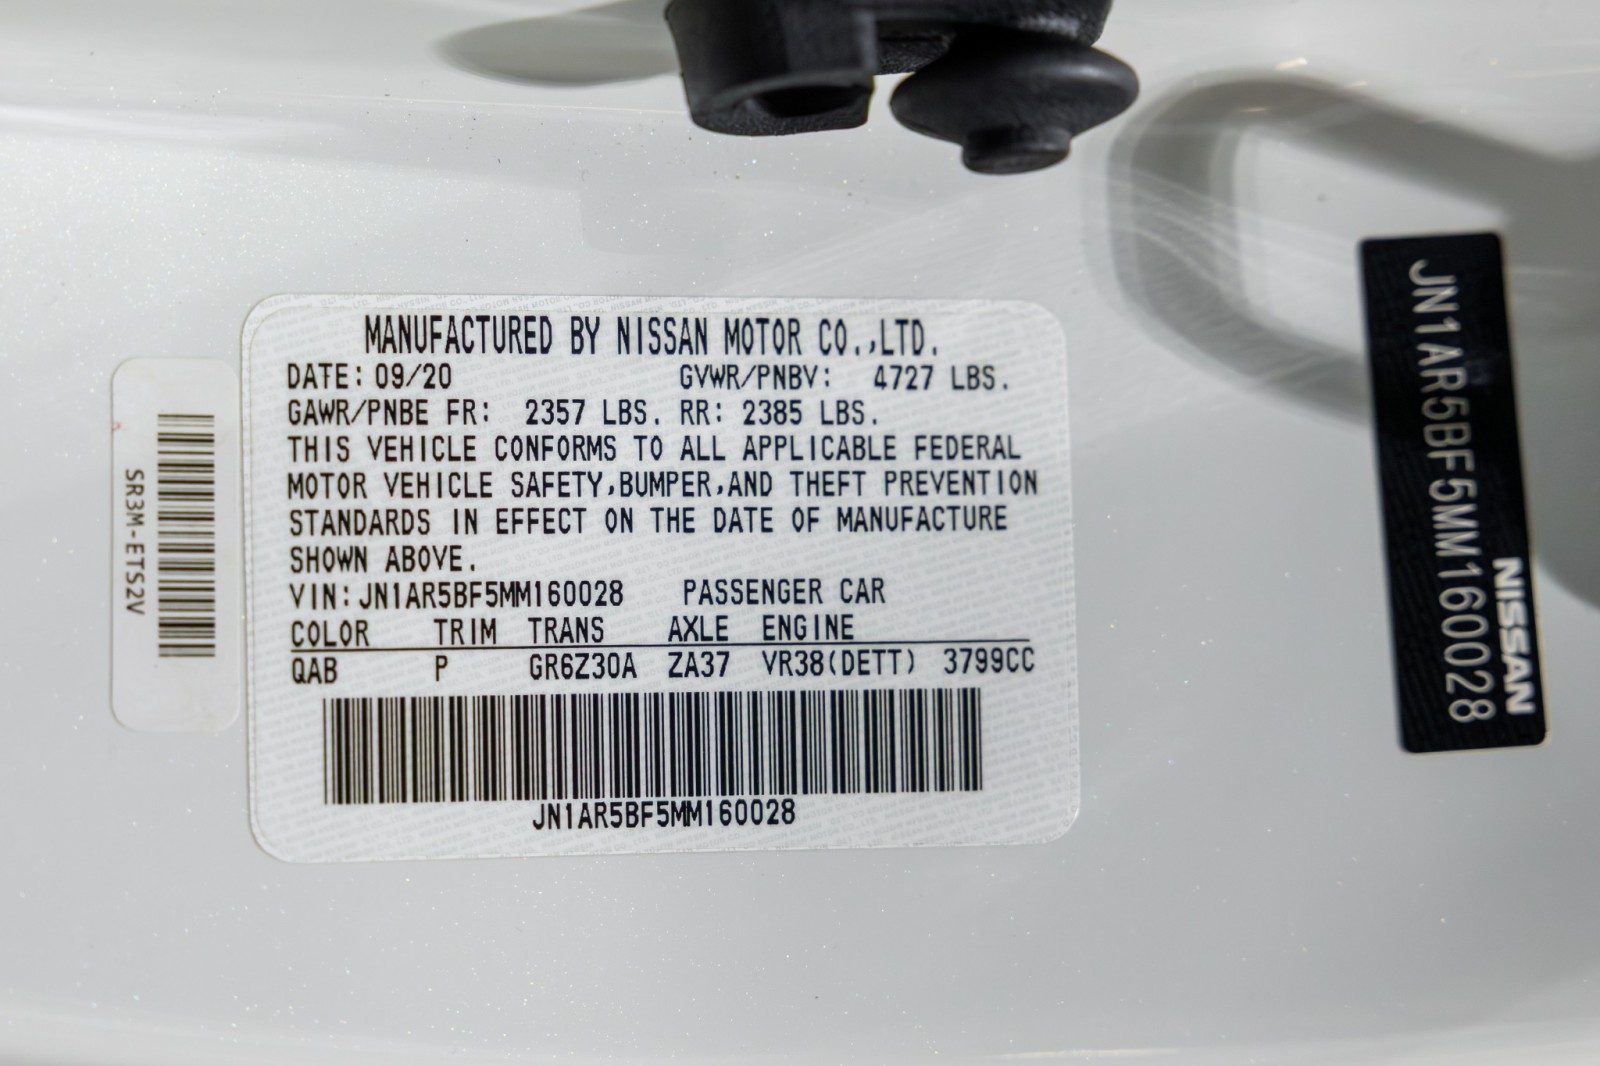 MANUFACTURED BY NISSAN MOTOR CO.,LTD.
DATE: 09/20 GVWR/PNBV: 4727 LBS.
GAWR/PNBE FR: 2357 LBS. RR: 2385 LBS.
THIS VEHICLE CONFORMS TO ALL APPLICABLE FEDERAL
MOTOR VEHICLE SAFETY,BUMPER,AND THEFT PREVENTION
STANDARDS IN EFFECT ON THE DATE OF MANUFACTURE
SHOWN ABOVE.
VIN:JN1AR5BF5MM160028 PASSENGER CAR
COLOR TRIM TRANS AXLE ENGINE
QAB P GR6Z30A ZA37 VR38(DETT) 3799CC
JN1AR5BF5MM160028
SR3M-ETS2V
JN1AR5BF5MM160028
NISSAN